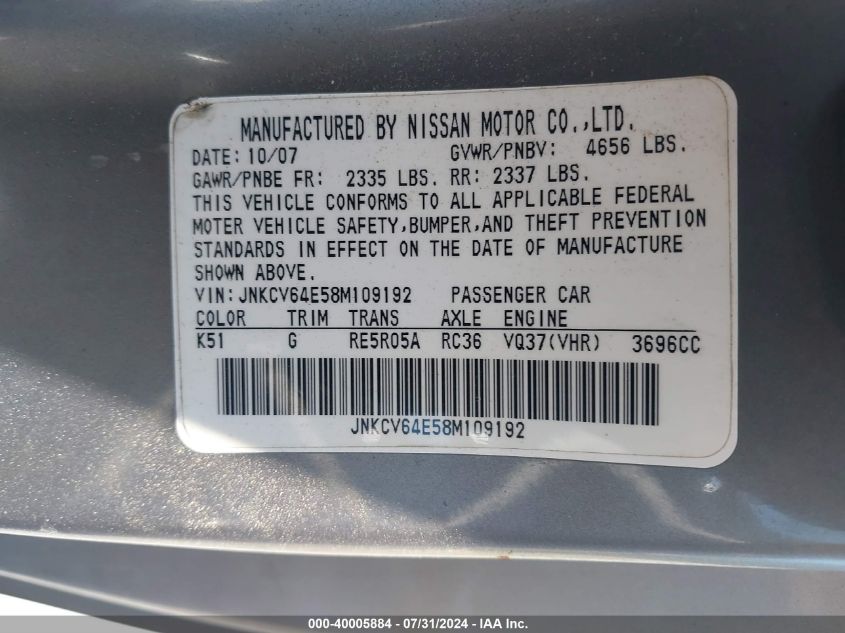 MANUFACTURED BY NISSAN MOTOR CO.,LTD.
DATE: 10/07 GVWR/PNBV: 4656 LBS.
GAWR/PNBE FR: 2335 LBS. RR: 2337 LBS.
THIS VEHICLE CONFORMS TO ALL APPLICABLE FEDERAL
MOTER VEHICLE SAFETY,BUMPER,AND THEFT PREVENTION
STANDARDS IN EFFECT ON THE DATE OF MANUFACTURE
SHOWN ABOVE.
VIN:JNKCV64E58M109192 PASSENGER CAR
COLOR TRIM TRANS AXLE ENGINE
K51 G RE5R05A RC36 VQ37(VHR) 3696CC
JNKCV64E58M109192
000-40005884 - 07/31/2024 - IAA Inc.